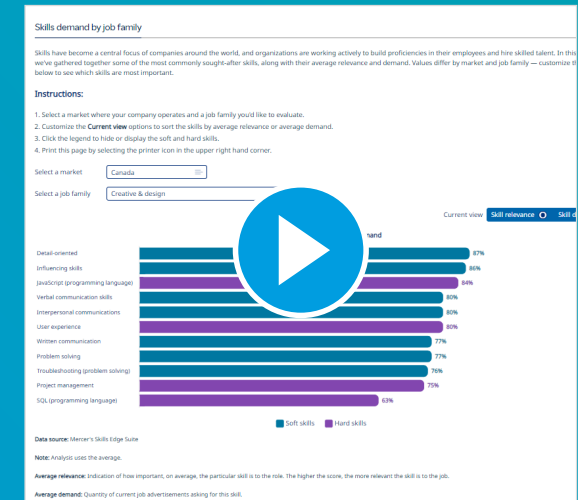 Skills demand by job family
Skills have become a central focus of companies around the world, and organizations are working actively to build proficiencies in their employees and hire skilled talent. In this
we've gathered together some of the most commonly sought-after skills, along with their average relevance and demand. Values differ by market and job family — customize
below to see which skills are most important.
Instructions:
1. Select a market where your company operates and a job family you'd like to evaluate.
2. Customize the Current view options to sort the skills by average relevance or average demand.
3. Click the legend to hide or display the soft and hard skills.
4. Print this page by selecting the printer icon in the upper right hand corner.
Select a market Canada
Select a job family Creative & design
Current view Skill relevance Skill
Detail-oriented 87%
Influencing skills 86%
JavaScript (programming language) 84%
Verbal communication skills 80%
Interpersonal communications 80%
User experience 80%
Written communication 77%
Problem solving 77%
Troubleshooting (problem solving) 76%
Project management 75%
SQL (programming language) 63%
Soft skills Hard skills
Data source: Mercer's Skills Edge Suite
Note: Analysis uses the average.
Average relevance: Indication of how important, on average, the particular skill is to the role. The higher the score, the more relevant the skill is to the job.
Average demand: Quantity of current job advertisements asking for this skill.